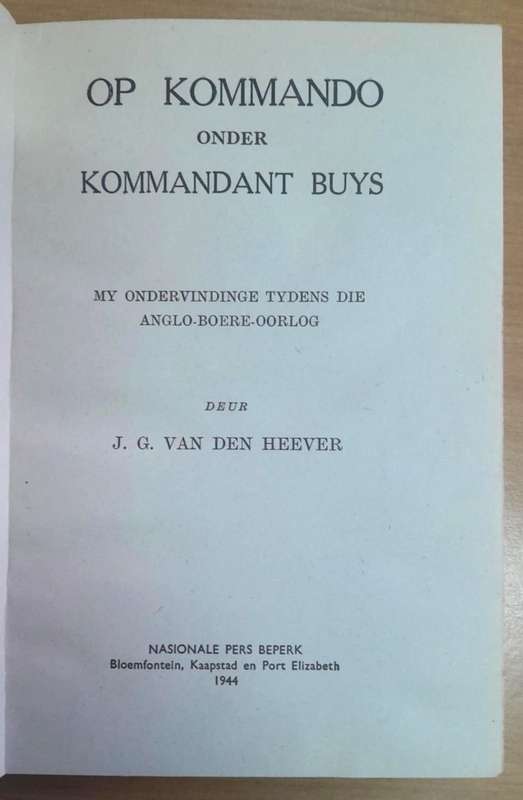 OP KOMMANDO
ONDER
KOMMANDANT BUYS
MY ONDERVINDINGE TYDENS DIE
ANGLO-BOERE-OORLOG
DEUR
J. G. VAN DEN HEEVER
NASIONALE PERS BEPERK
Bloemfontein, Kaapstad en Port Elizabeth
1944